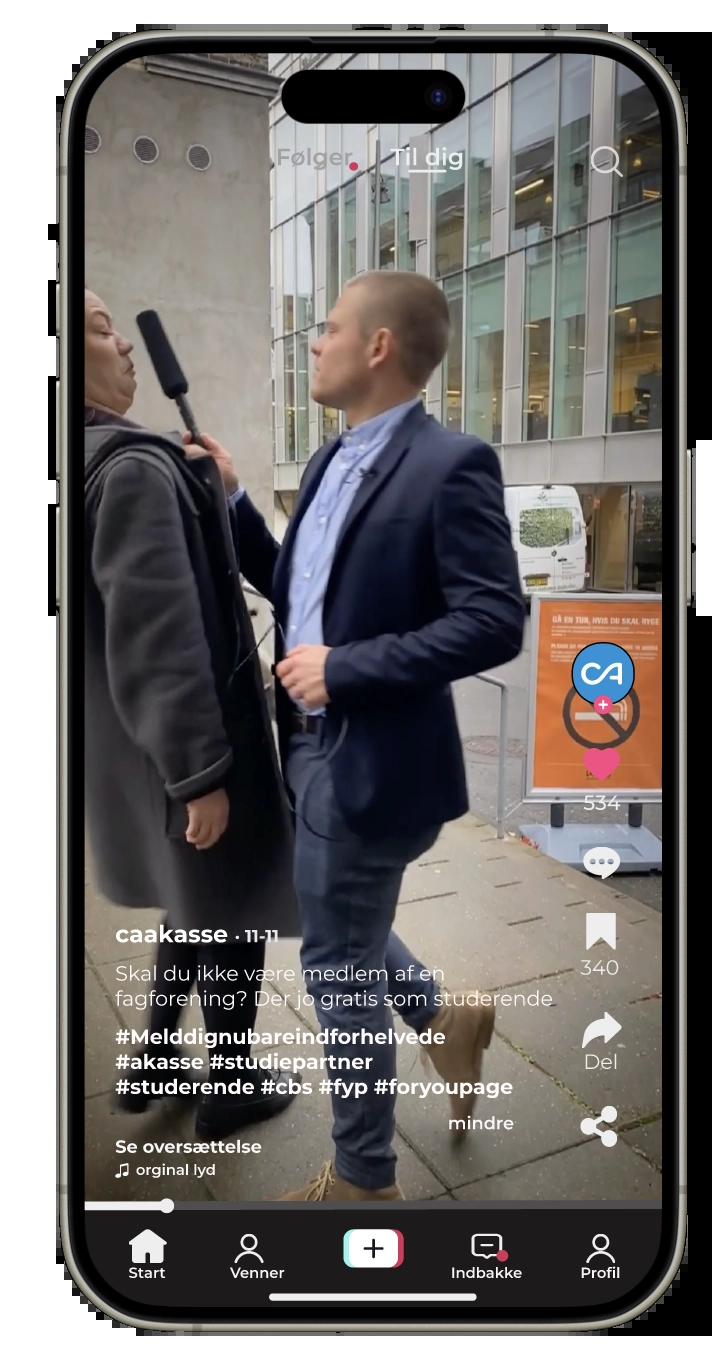 Følger
Til dig
GÅ EN TUR, HVIS DU SKAL RYGE
CA
534
caakasse · 11-11
Skal du ikke være medlem af en
fagforening? Der jo gratis som studerende
#Melddignubareindforhelvede
#akasse #studiepartner
#studerende #cbs #fyp #foryoupage
mindre
Se oversættelse
orginal lyd
340
Del
Start
Venner
Indbakke
Profil